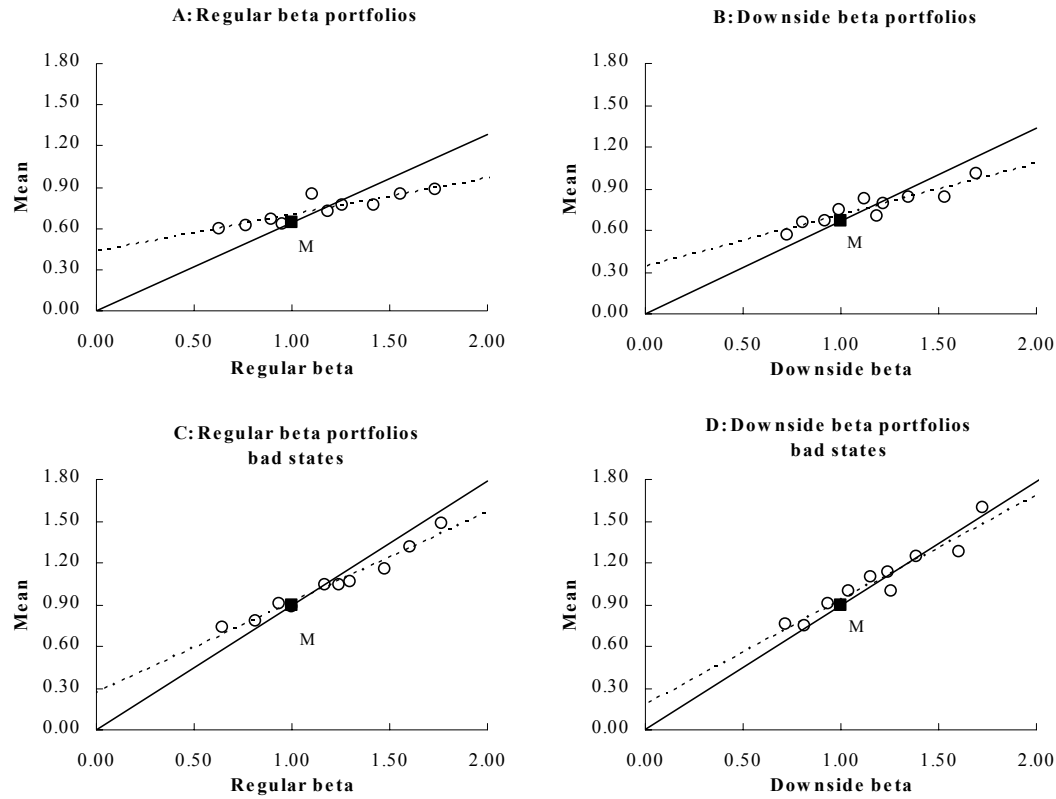 A: Regular beta portfolios
1.80
1.50
1.20
0.90
0.60
0.30
0.00
Mean
M
0.00 0.50 1.00 1.50 2.00
Regular beta
B: Downside beta portfolios
1.80
1.50
1.20
0.90
0.60
0.30
0.00
Mean
M
0.00 0.50 1.00 1.50 2.00
Downside beta
C: Regular beta portfolios
bad states
1.80
1.50
1.20
0.90
0.60
0.30
0.00
Mean
M
0.00 0.50 1.00 1.50 2.00
Regular beta
D: Downside beta portfolios
bad states
1.80
1.50
1.20
0.90
0.60
0.30
0.00
Mean
M
0.00 0.50 1.00 1.50 2.00
Downside beta